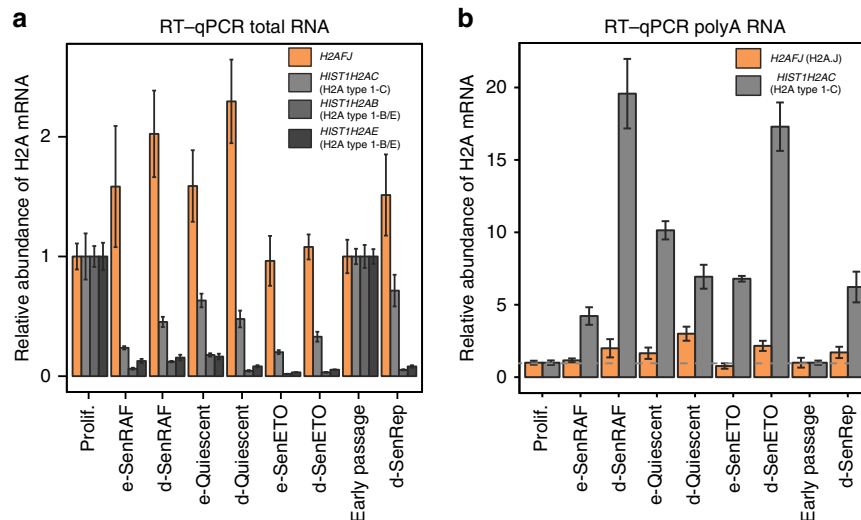 a
RT–qPCR total RNA
Relative abundance of H2A mRNA
2
1
0
H2AFJ
HIST1H2AC
(H2A type 1-C)
HIST1H2AB
(H2A type 1-B/E)
HIST1H2AE
(H2A type 1-B/E)
Prolif.
e-SenRAF
d-SenRAF
e-Quiescent
d-Quiescent
e-SenETO
d-SenETO
Early passage
d-SenRep
b
RT–qPCR polyA RNA
Relative abundance of H2A mRNA
20
15
10
5
0
H2AFJ (H2A.J)
HIST1H2AC
(H2A type 1-C)
Prolif.
e-SenRAF
d-SenRAF
e-Quiescent
d-Quiescent
e-SenETO
d-SenETO
Early passage
d-SenRep